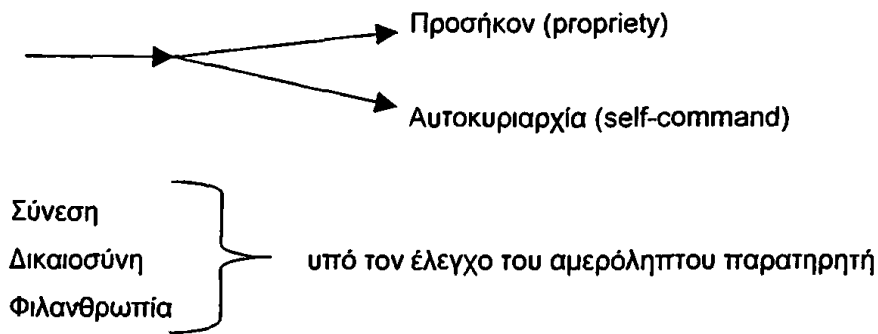 Προσήκον (propriety)
Αυτοκυριαρχία (self-command)
Σύνεση
Δικαιοσύνη
Φιλανθρωπία
υπό τον έλεγχο του αμερόληπτου παρατηρητή